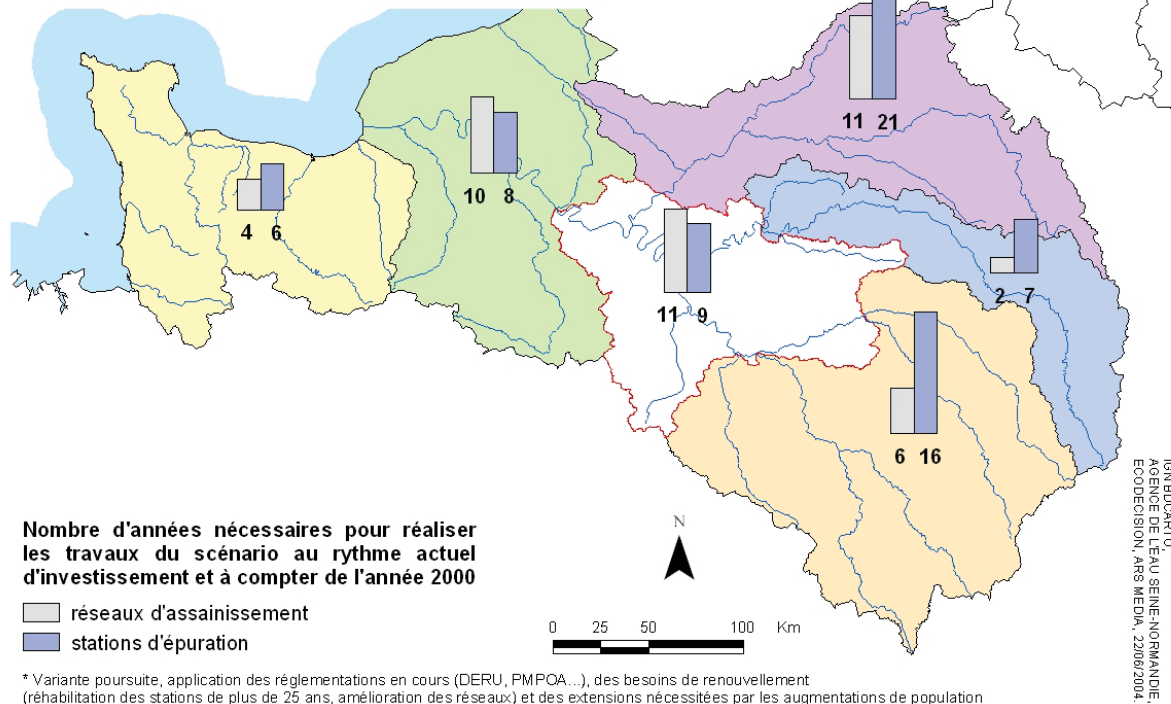 11 21
10 8
4 6
11 9
2 7
6 16
Nombre d'années nécessaires pour réaliser
les travaux du scénario au rythme actuel
d'investissement et à compter de l'année 2000
réseaux d'assainissement
stations d'épuration
N
0 25 50 100 Km
IGN BDCARTO,
AGENCE DE L'EAU SEINE-NORMANDIE,
ECODECISION, ARS MEDIA, 22/06/2004.
* Variante poursuite, application des réglementations en cours (DERU, PMPOA...), des besoins de renouvellement
(réhabilitation des stations de plus de 25 ans, amélioration des réseaux) et des extensions nécessitées par les augmentations de population